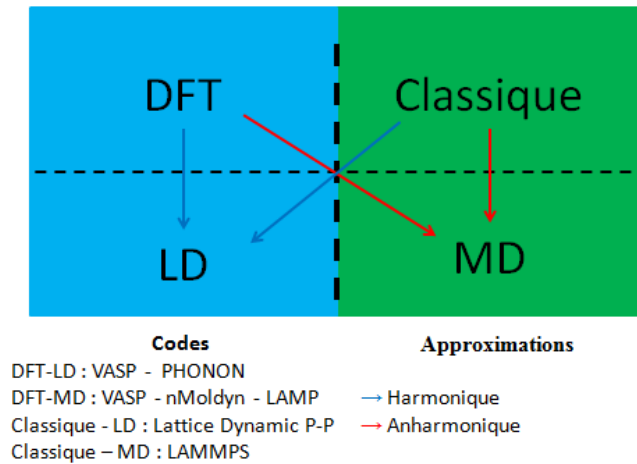 DFT Classique
LD MD
Codes Approximations
DFT-LD : VASP - PHONON
DFT-MD : VASP - nMoldyn - LAMP → Harmonique
Classique - LD : Lattice Dynamic P-P → Anharmonique
Classique – MD : LAMMPS